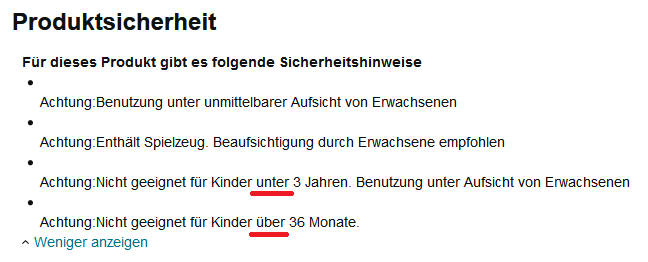 Produktsicherheit
Für dieses Produkt gibt es folgende Sicherheitshinweise
Achtung:Benutzung unter unmittelbarer Aufsicht von Erwachsenen
Achtung:Enthält Spielzeug. Beaufsichtigung durch Erwachsene empfohlen
Achtung:Nicht geeignet für Kinder unter 3 Jahren. Benutzung unter Aufsicht von Erwachsenen
Achtung:Nicht geeignet für Kinder über 36 Monate.
Weniger anzeigen